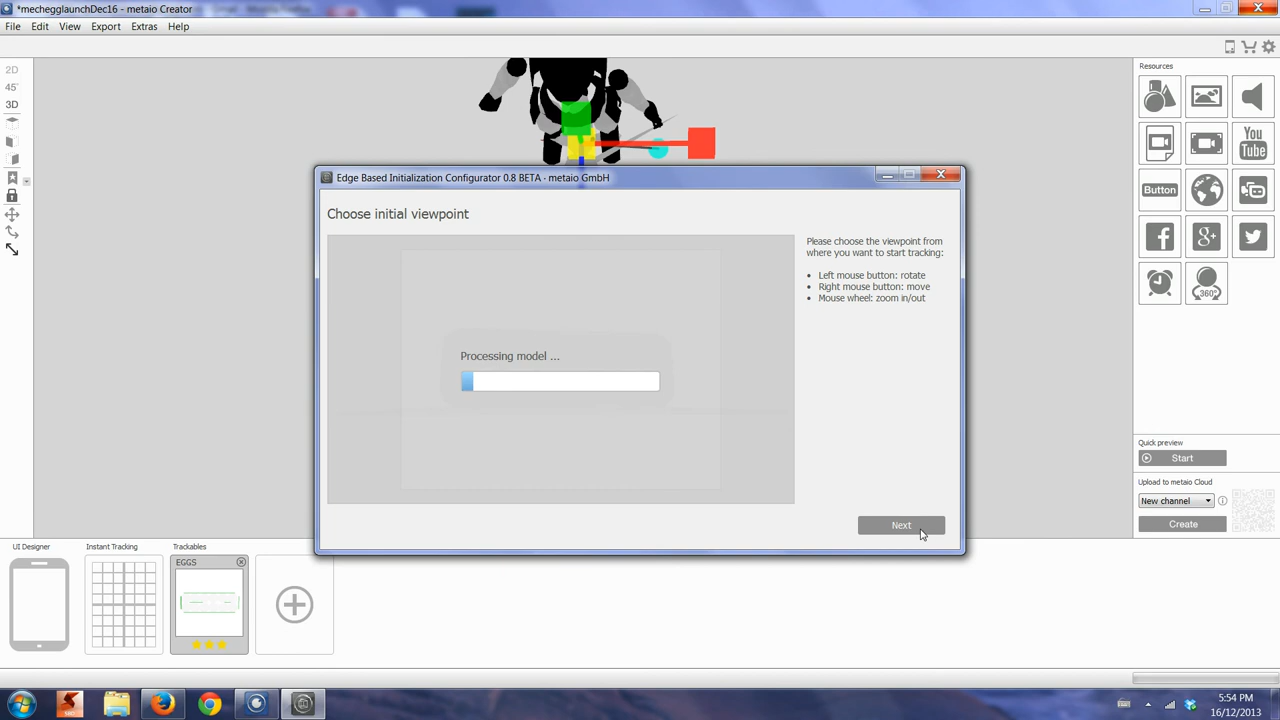 *mechegglaunchDec16 - metaio Creator
File Edit View Export Extras Help
2D
45°
3D
Resources
You
Tube
Button
360°
Edge Based Initialization Configurator 0.8 BETA - metaio GmbH
Choose initial viewpoint
Please choose the viewpoint from
where you want to start tracking:
• Left mouse button: rotate
• Right mouse button: move
• Mouse wheel: zoom in/out
Processing model ...
Next
Quick preview
Start
Upload to metaio Cloud
New channel
Create
UI Designer
Instant Tracking
Trackables
EGGS
5:54 PM
16/12/2013